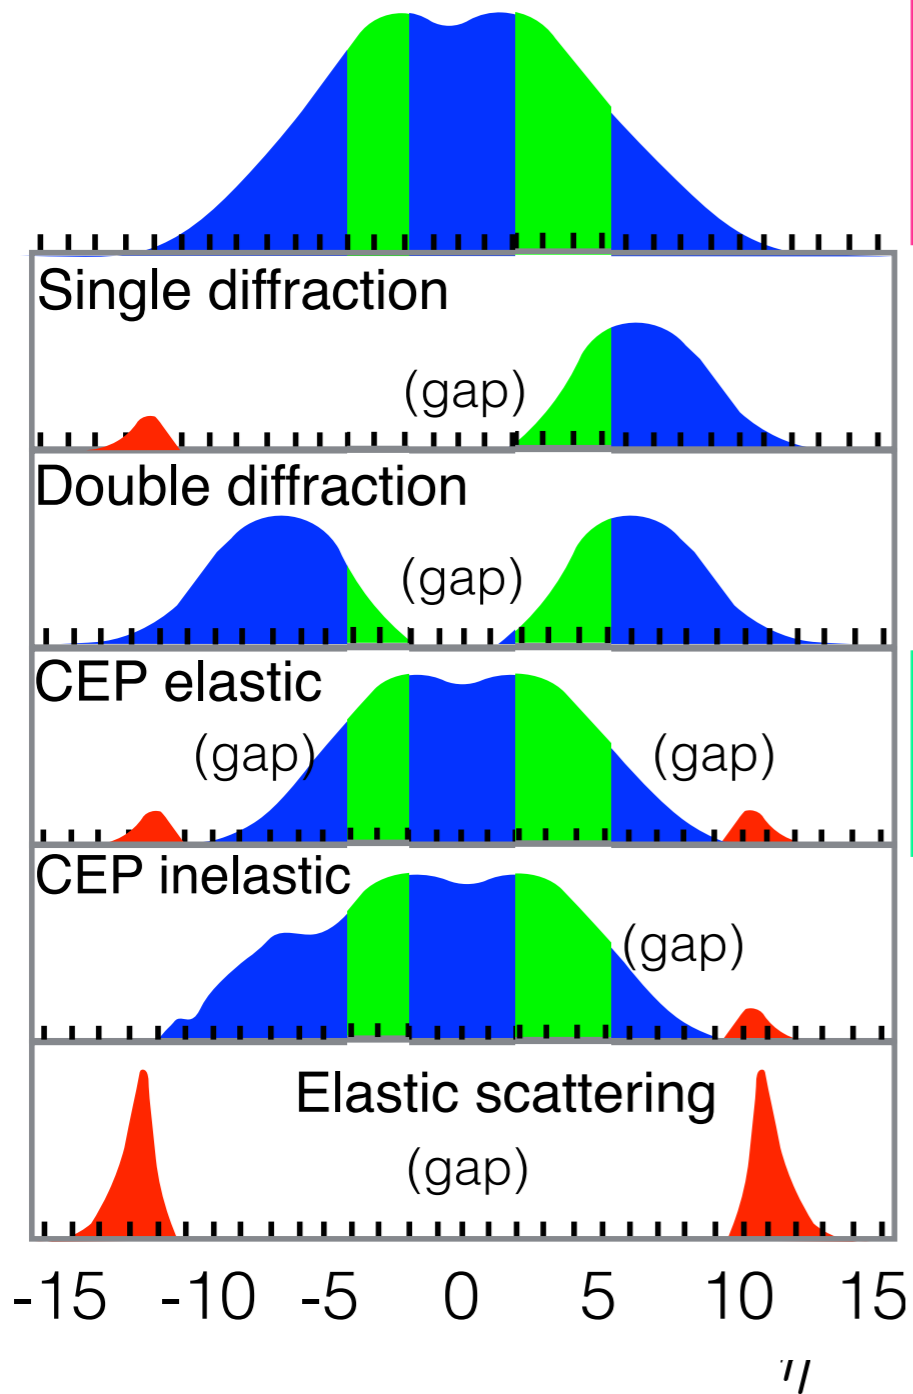 Single diffraction
(gap)
Double diffraction
(gap)
CEP elastic
(gap) (gap)
CEP inelastic
(gap)
Elastic scattering
(gap)
-15 -10 -5 0 5 10 15
η